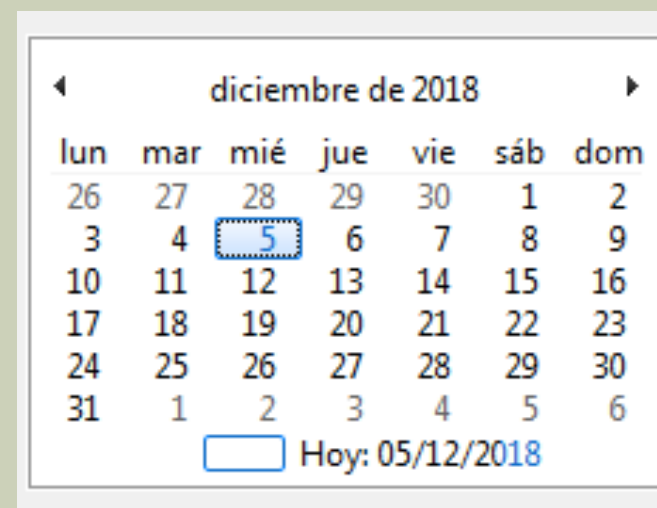 diciembre de 2018
lun mar mié jue vie sáb dom
26 27 28 29 30 1 2
3 4 5 6 7 8 9
10 11 12 13 14 15 16
17 18 19 20 21 22 23
24 25 26 27 28 29 30
31 1 2 3 4 5 6
Hoy: 05/12/2018